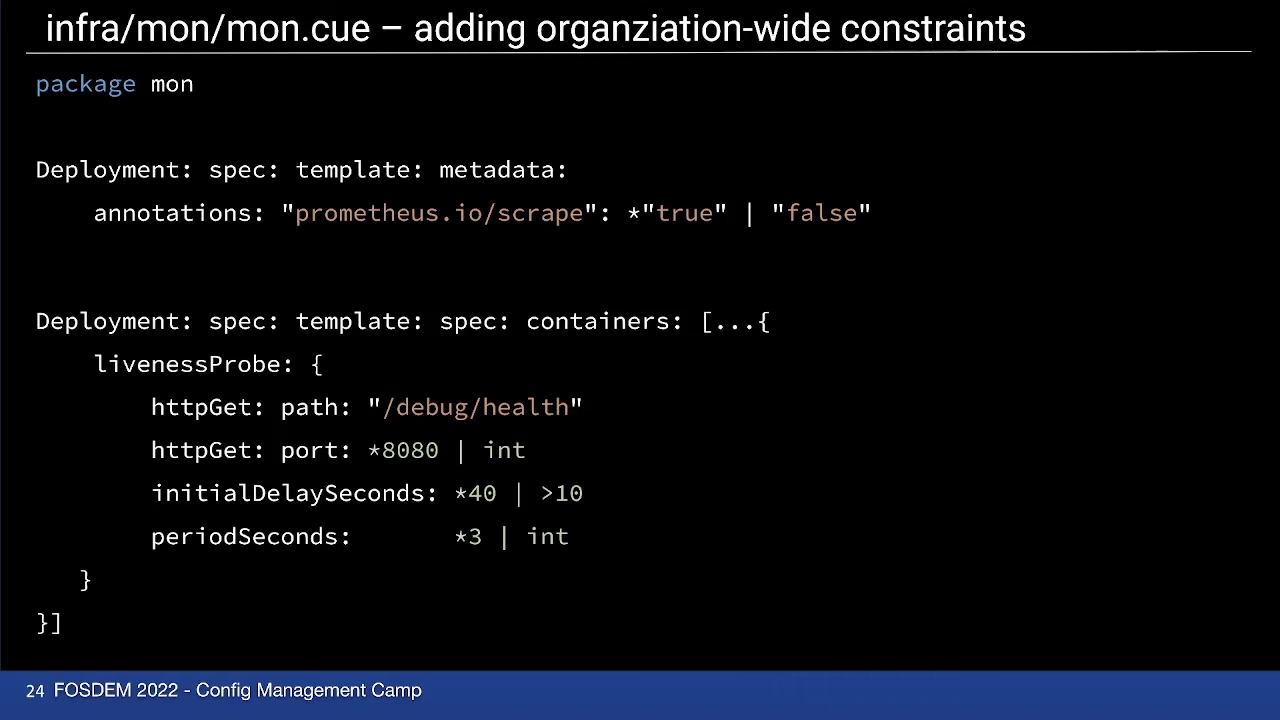 infra/mon/mon.cue – adding organziation-wide constraints
package mon
Deployment: spec: template: metadata:
annotations: "prometheus.io/scrape": *"true" | "false"
Deployment: spec: template: spec: containers: [...{
livenessProbe: {
httpGet: path: "/debug/health"
httpGet: port: *8080 | int
initialDelaySeconds: *40 | >10
periodSeconds: *3 | int
}
}]
24 FOSDEM 2022 - Config Management Camp